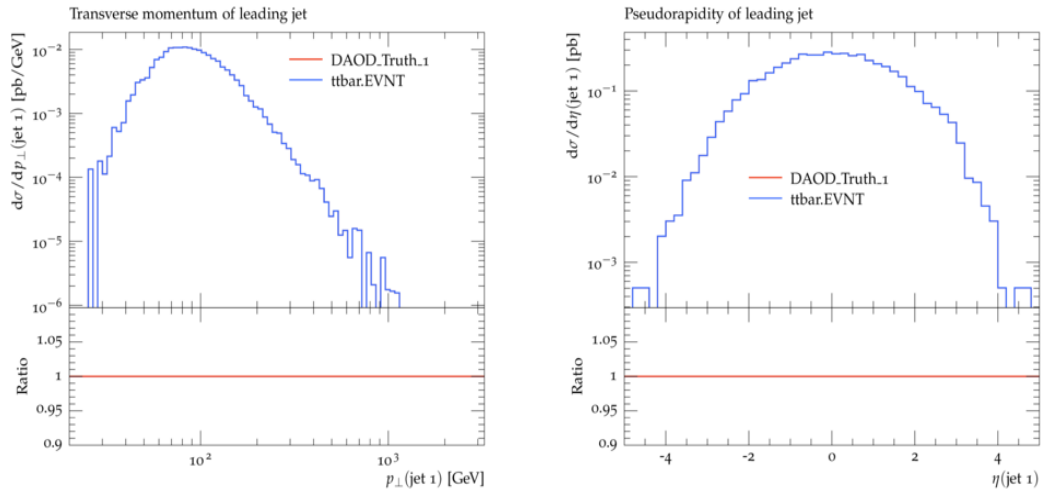 Transverse momentum of leading jet
dσ/dp⊥(jet 1) [pb/GeV]
DAOD_Truth_1
ttbar.EVNT
10⁻²
10⁻³
10⁻⁴
10⁻⁵
10⁻⁶
Ratio
1.05
1
0.95
0.9
10²
10³
p⊥(jet 1) [GeV]
Pseudorapidity of leading jet
dσ/dη(jet 1) [pb]
DAOD_Truth_1
ttbar.EVNT
10⁻¹
10⁻²
10⁻³
Ratio
1.05
1
0.95
0.9
-4
-2
0
2
4
η(jet 1)